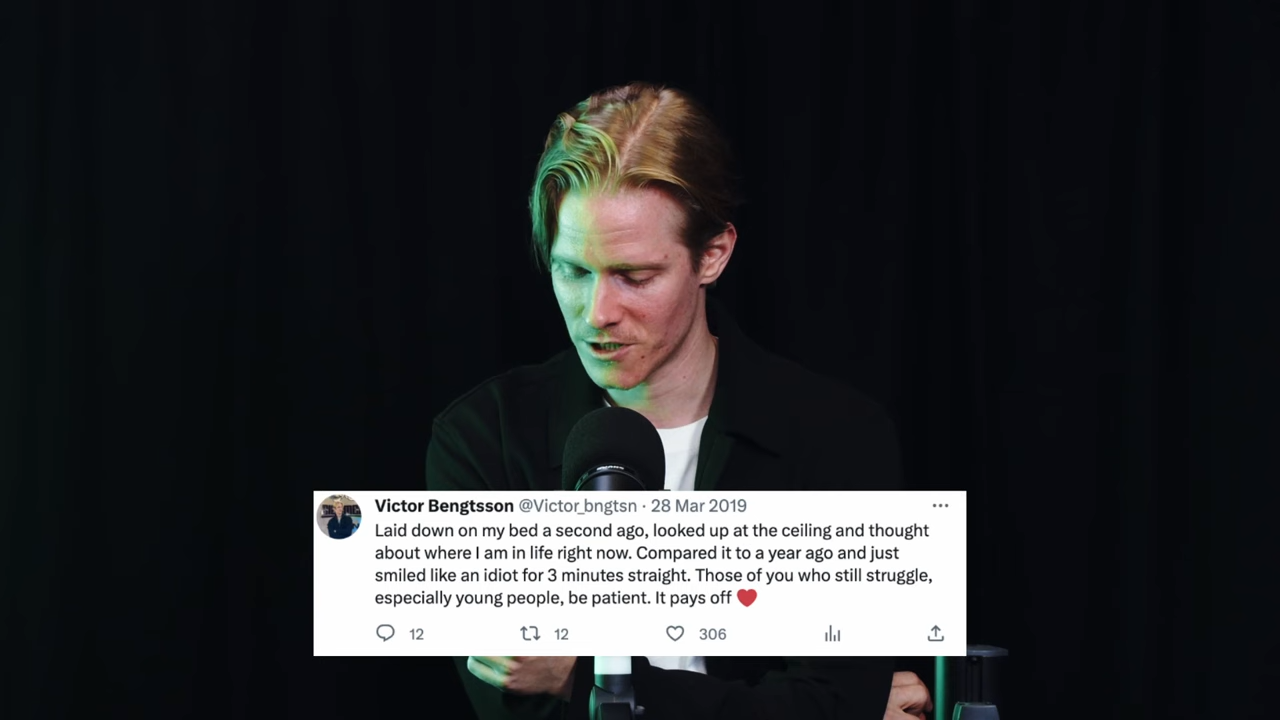 Victor Bengtsson @Victor_bngtsn · 28 Mar 2019
Laid down on my bed a second ago, looked up at the ceiling and thought
about where I am in life right now. Compared it to a year ago and just
smiled like an idiot for 3 minutes straight. Those of you who still struggle,
especially young people, be patient. It pays off ❤️
12 12 306